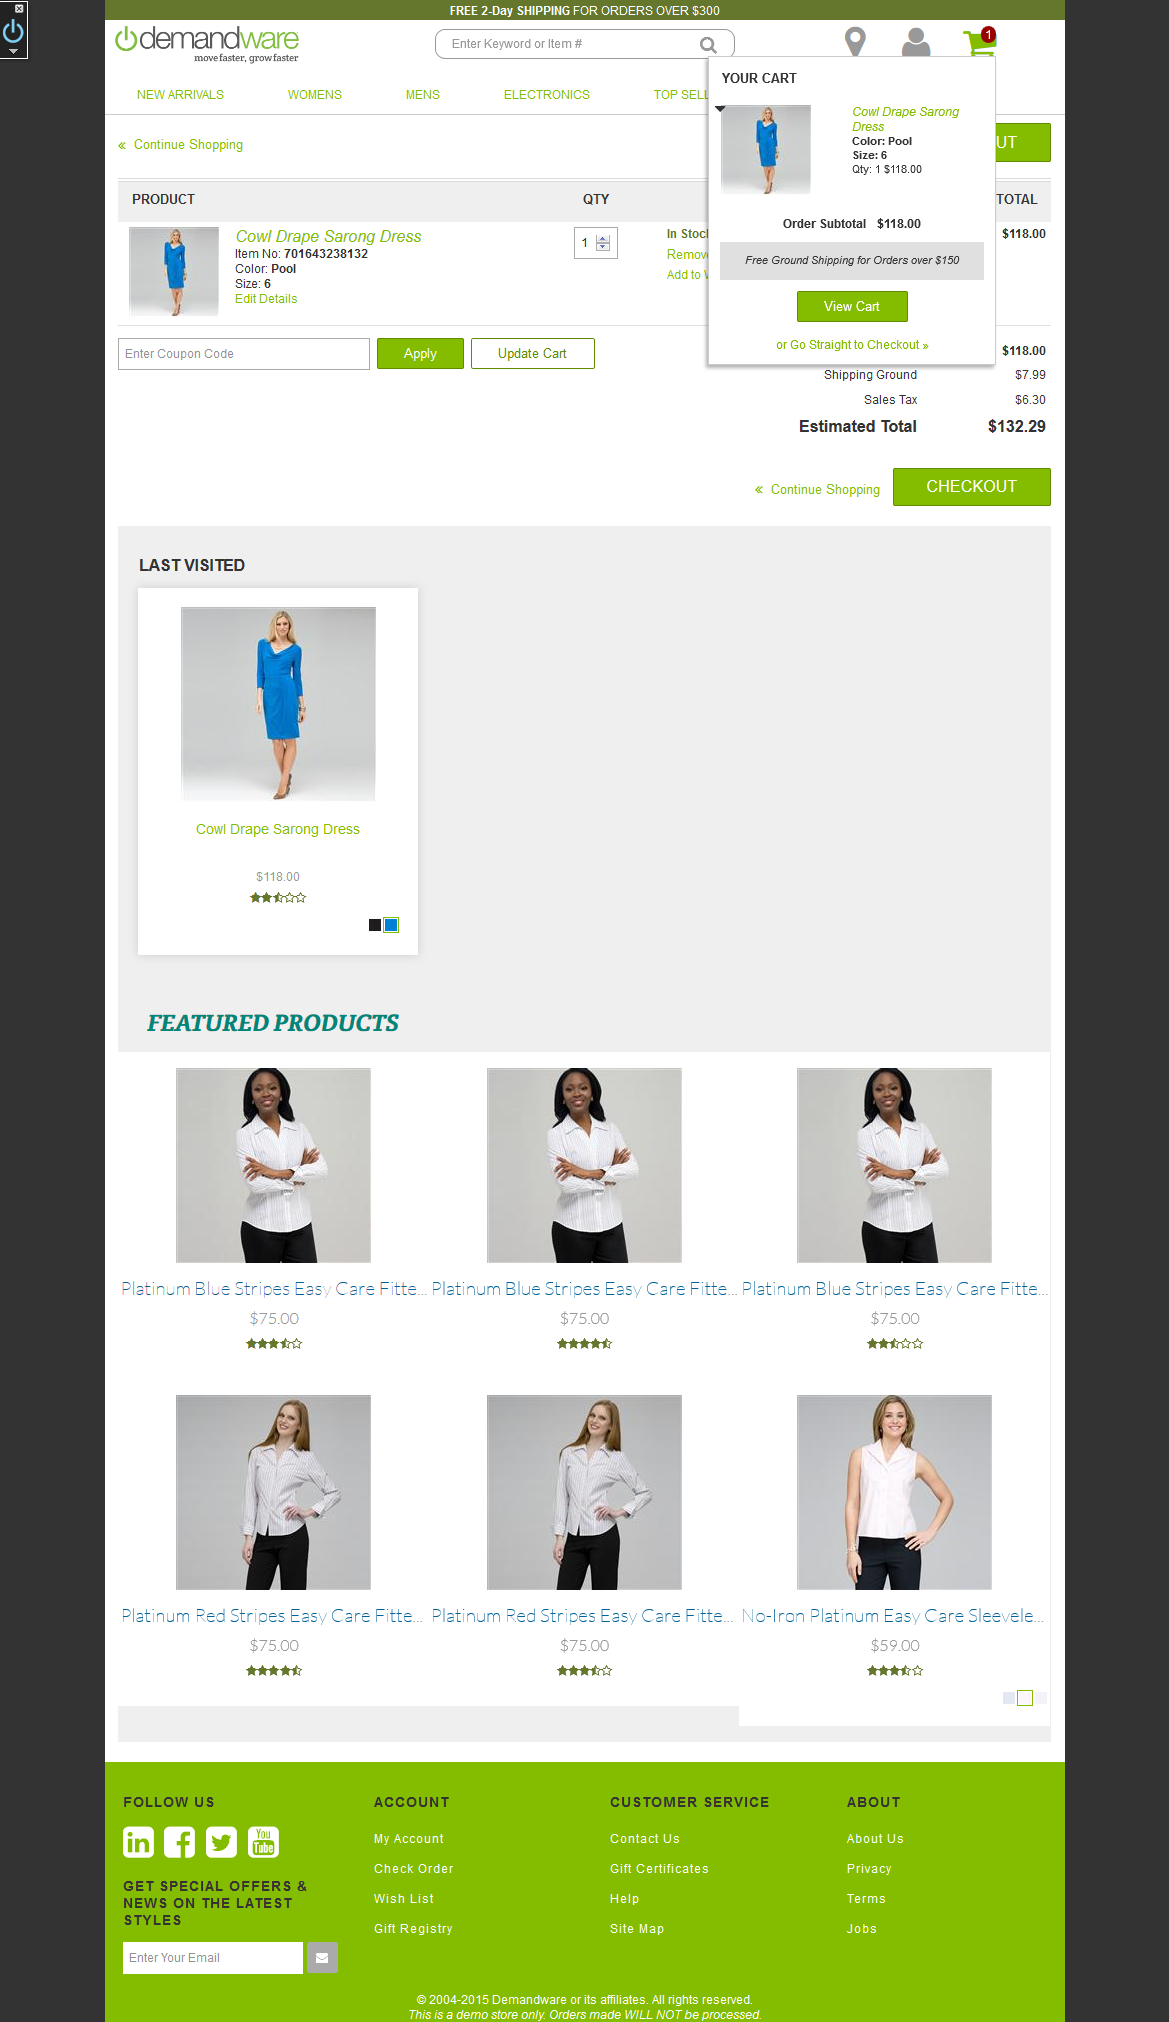 FREE 2-Day SHIPPING FOR ORDERS OVER $300
demandware
move faster, grow faster
Enter Keyword or Item #
1
NEW ARRIVALS
WOMENS
MENS
ELECTRONICS
TOP SELL
YOUR CART
Cowl Drape Sarong
Dress
Color: Pool
Size: 6
Qty: 1 $118.00
Order Subtotal $118.00
Free Ground Shipping for Orders over $150
View Cart
or Go Straight to Checkout »
« Continue Shopping
UT
PRODUCT
QTY
TOTAL
Cowl Drape Sarong Dress
Item No: 701643238132
Color: Pool
Size: 6
Edit Details
1
In Stoc
Remov
Add to
$118.00
Enter Coupon Code
Apply
Update Cart
$118.00
Shipping Ground $7.99
Sales Tax $6.30
Estimated Total $132.29
« Continue Shopping
CHECKOUT
LAST VISITED
Cowl Drape Sarong Dress
$118.00
FEATURED PRODUCTS
Platinum Blue Stripes Easy Care Fitte...
$75.00
Platinum Blue Stripes Easy Care Fitte...
$75.00
Platinum Blue Stripes Easy Care Fitte...
$75.00
Platinum Red Stripes Easy Care Fitte...
$75.00
Platinum Red Stripes Easy Care Fitte...
$75.00
No-Iron Platinum Easy Care Sleevele...
$59.00
FOLLOW US
in
You
Tube
GET SPECIAL OFFERS &
NEWS ON THE LATEST
STYLES
Enter Your Email
ACCOUNT
My Account
Check Order
Wish List
Gift Registry
CUSTOMER SERVICE
Contact Us
Gift Certificates
Help
Site Map
ABOUT
About Us
Privacy
Terms
Jobs
© 2004-2015 Demandware or its affiliates. All rights reserved.
This is a demo store only. Orders made WILL NOT be processed.